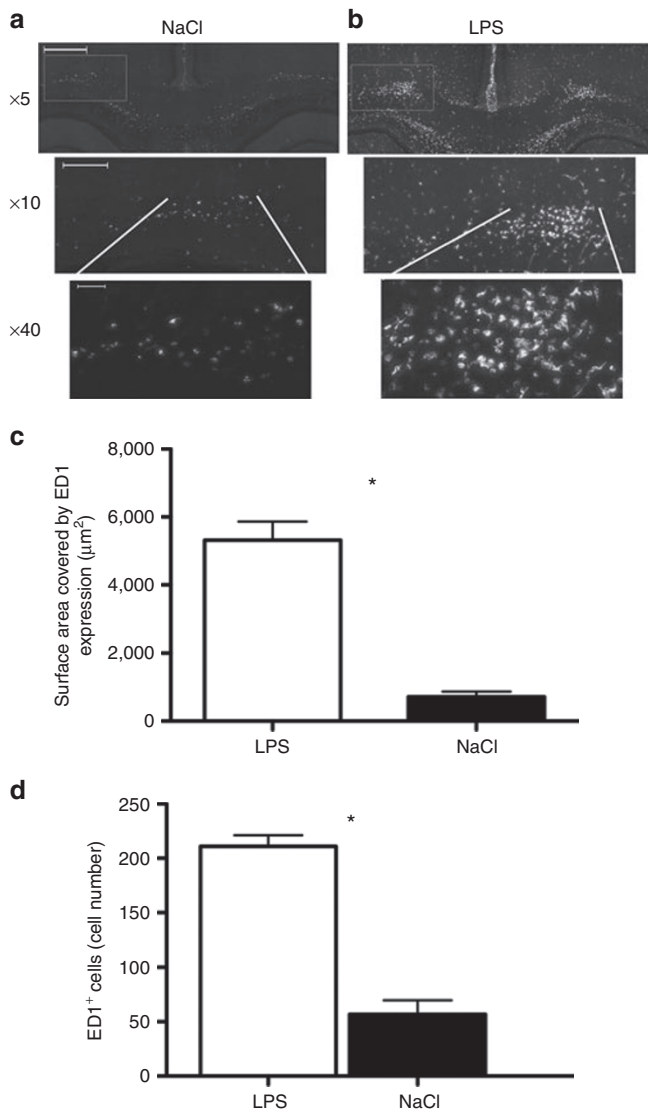 a
NaCl
b
LPS
×5
×10
×40
c
Surface area covered by ED1
expression (μm²)
8,000
6,000
4,000
2,000
0
*
LPS
NaCl
d
ED1⁺ cells (cell number)
250
200
150
100
50
0
*
LPS
NaCl